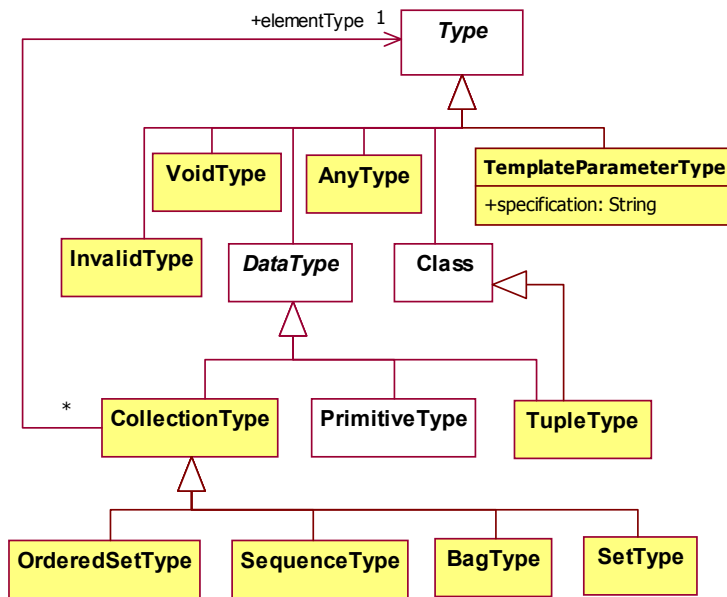 +elementType 1
Type
VoidType
AnyType
TemplateParameterType
+specification: String
InvalidType
DataType
Class
*
CollectionType
PrimitiveType
TupleType
OrderedSetType
SequenceType
BagType
SetType